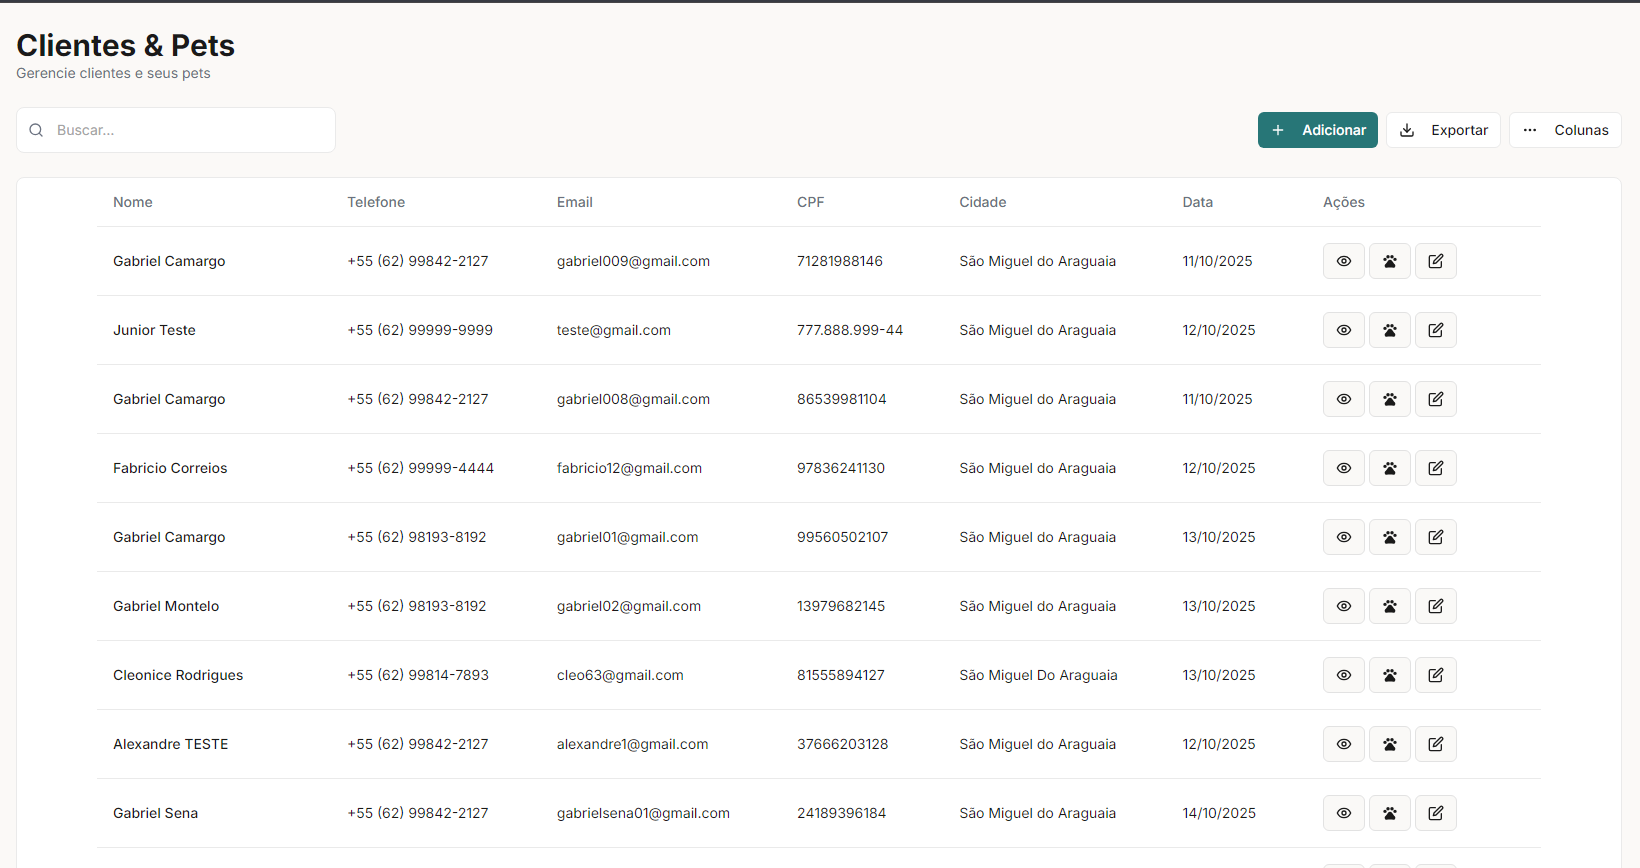 Clientes & Pets
Gerencie clientes e seus pets
Buscar...
Adicionar
Exportar
Colunas
Nome Telefone Email CPF Cidade Data Ações
Gabriel Camargo +55 (62) 99842-2127 gabriel009@gmail.com 71281988146 São Miguel do Araguaia 11/10/2025
Junior Teste +55 (62) 99999-9999 teste@gmail.com 777.888.999-44 São Miguel do Araguaia 12/10/2025
Gabriel Camargo +55 (62) 99842-2127 gabriel008@gmail.com 86539981104 São Miguel do Araguaia 11/10/2025
Fabricio Correios +55 (62) 99999-4444 fabricio12@gmail.com 97836241130 São Miguel do Araguaia 12/10/2025
Gabriel Camargo +55 (62) 98193-8192 gabriel01@gmail.com 99560502107 São Miguel do Araguaia 13/10/2025
Gabriel Montelo +55 (62) 98193-8192 gabriel02@gmail.com 13979682145 São Miguel do Araguaia 13/10/2025
Cleonice Rodrigues +55 (62) 99814-7893 cleo63@gmail.com 81555894127 São Miguel Do Araguaia 13/10/2025
Alexandre TESTE +55 (62) 99842-2127 alexandre1@gmail.com 37666203128 São Miguel do Araguaia 12/10/2025
Gabriel Sena +55 (62) 99842-2127 gabrielsena01@gmail.com 24189396184 São Miguel do Araguaia 14/10/2025